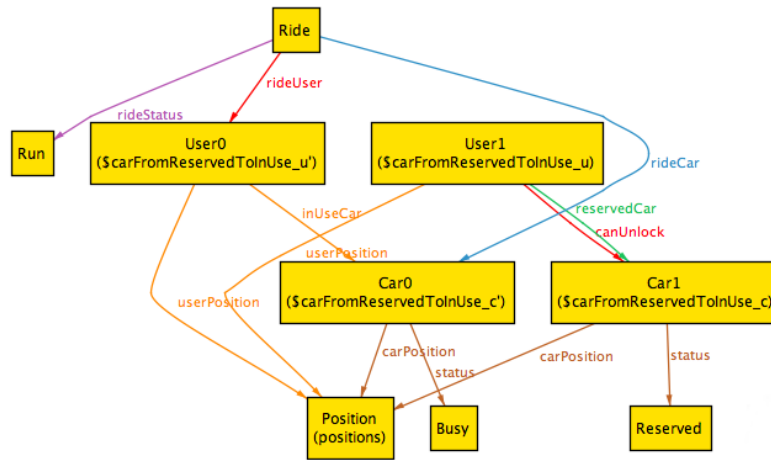 Ride
rideUser
rideStatus
Run
User0
($carFromReservedToInUse_u')
User1
($carFromReservedToInUse_u)
rideCar
inUseCar
reservedCar
canUnlock
userPosition
userPosition
Car0
($carFromReservedToInUse_c')
Car1
($carFromReservedToInUse_c)
carPosition
status
carPosition
status
Position
(positions)
Busy
Reserved